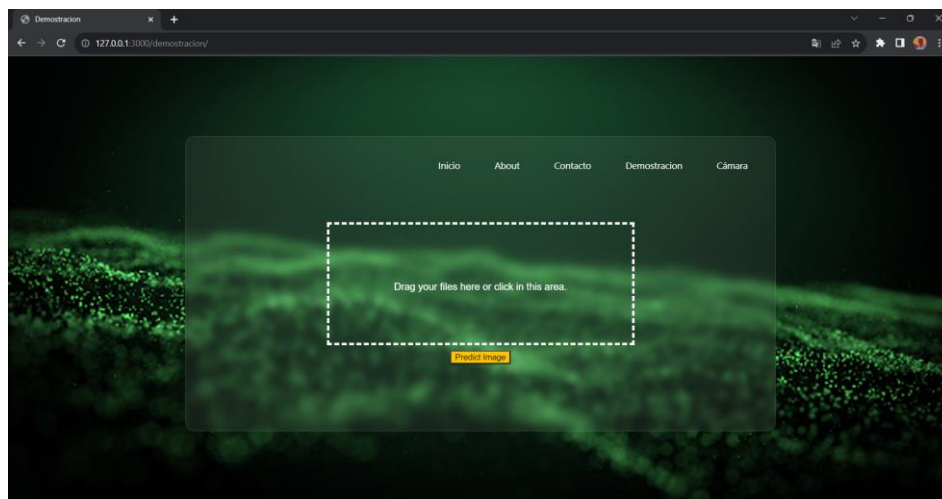 Demostracion
127.0.0.1:3000/demostracion/
Inicio About Contacto Demostracion Cámara
Drag your files here or click in this area.
Predict Image